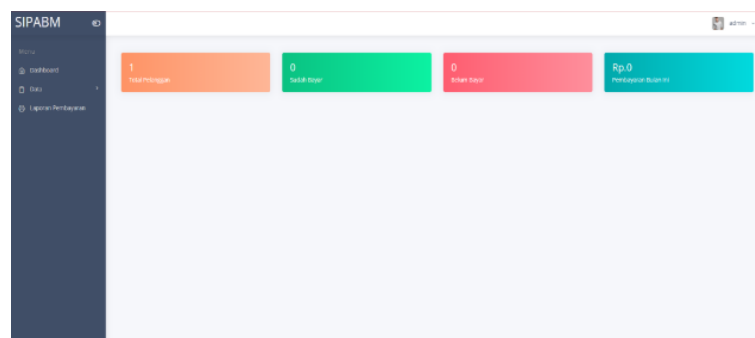 SIPABM
admin
Menu
Dashboard
Data
Laporan Pembayaran
1
Total Pelanggan
0
Sudah Bayar
0
Belum Bayar
Rp.0
Pembayaran Bulan Ini